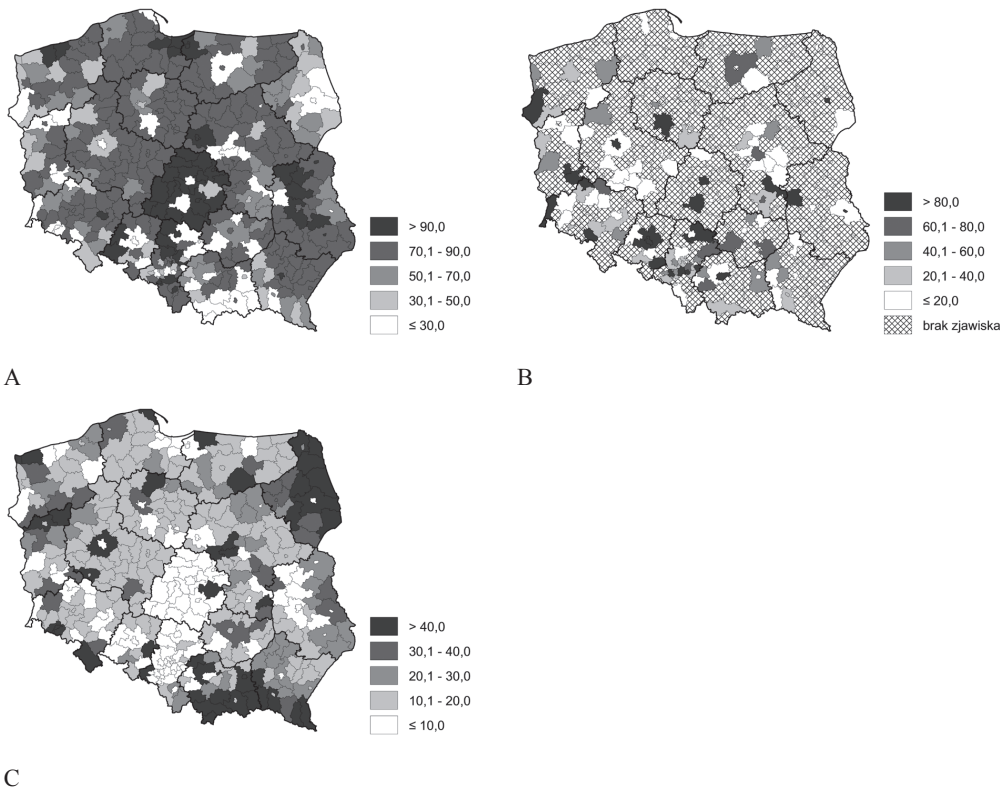 > 90,0
70,1 - 90,0
50,1 - 70,0
30,1 - 50,0
≤ 30,0
A
> 80,0
60,1 - 80,0
40,1 - 60,0
20,1 - 40,0
≤ 20,0
brak zjawiska
B
> 40,0
30,1 - 40,0
20,1 - 30,0
10,1 - 20,0
≤ 10,0
C